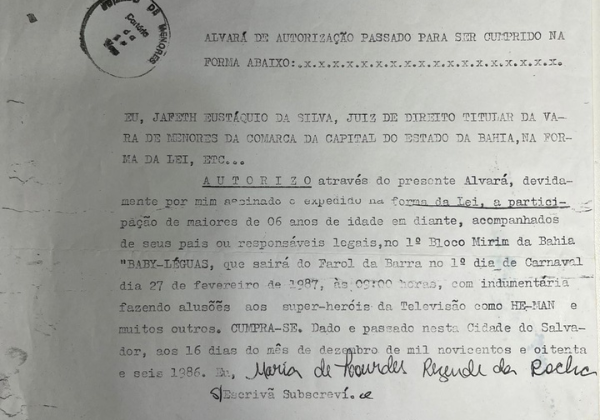 DE MENORES
ALVARÁ DE AUTORIZAÇÃO PASSADO PARA SER CUMPRIDO NA
FORMA ABAIXO:.x.x.x.x.x.x.x.x.x.x.x.x.x.x.x.x.x.x.
EU, JAFETH EUSTÁQUIO DA SILVA, JUIZ DE DIREITO TITULAR DA VA-
RA DE MENORES DA COMARCA DA CAPITAL DO ESTADO DA BAHIA,NA FOR-
MA DA LEI, ETC...
A U T O R I Z O através do presente Alvará, devida-
mente por mim assinado e expedido na forma da Lei, a partici-
pação de maiores de 06 anos de idade em diante, acompanhados
de seus pais ou responsáveis legais,no 1º Bloco Mirim da Bahia
"BABY-LÉGUAS, que sairá do Farol da Barra no 1º dia de Carnaval
dia 27 de fevereiro de 1987, às 09:00 horas, com indumentária
fazendo alusões aos super-heróis da Televisão como HE-MAN e
muitos outros. CUMPRA-SE. Dado e passado nesta Cidade do Salva-
dor, aos 16 dias do mês de dezembro de mil novicentos e oitenta
e seis 1986. Eu, Maria de Lourdes Rezende da Rocha
S/Escrivã Subscreví.